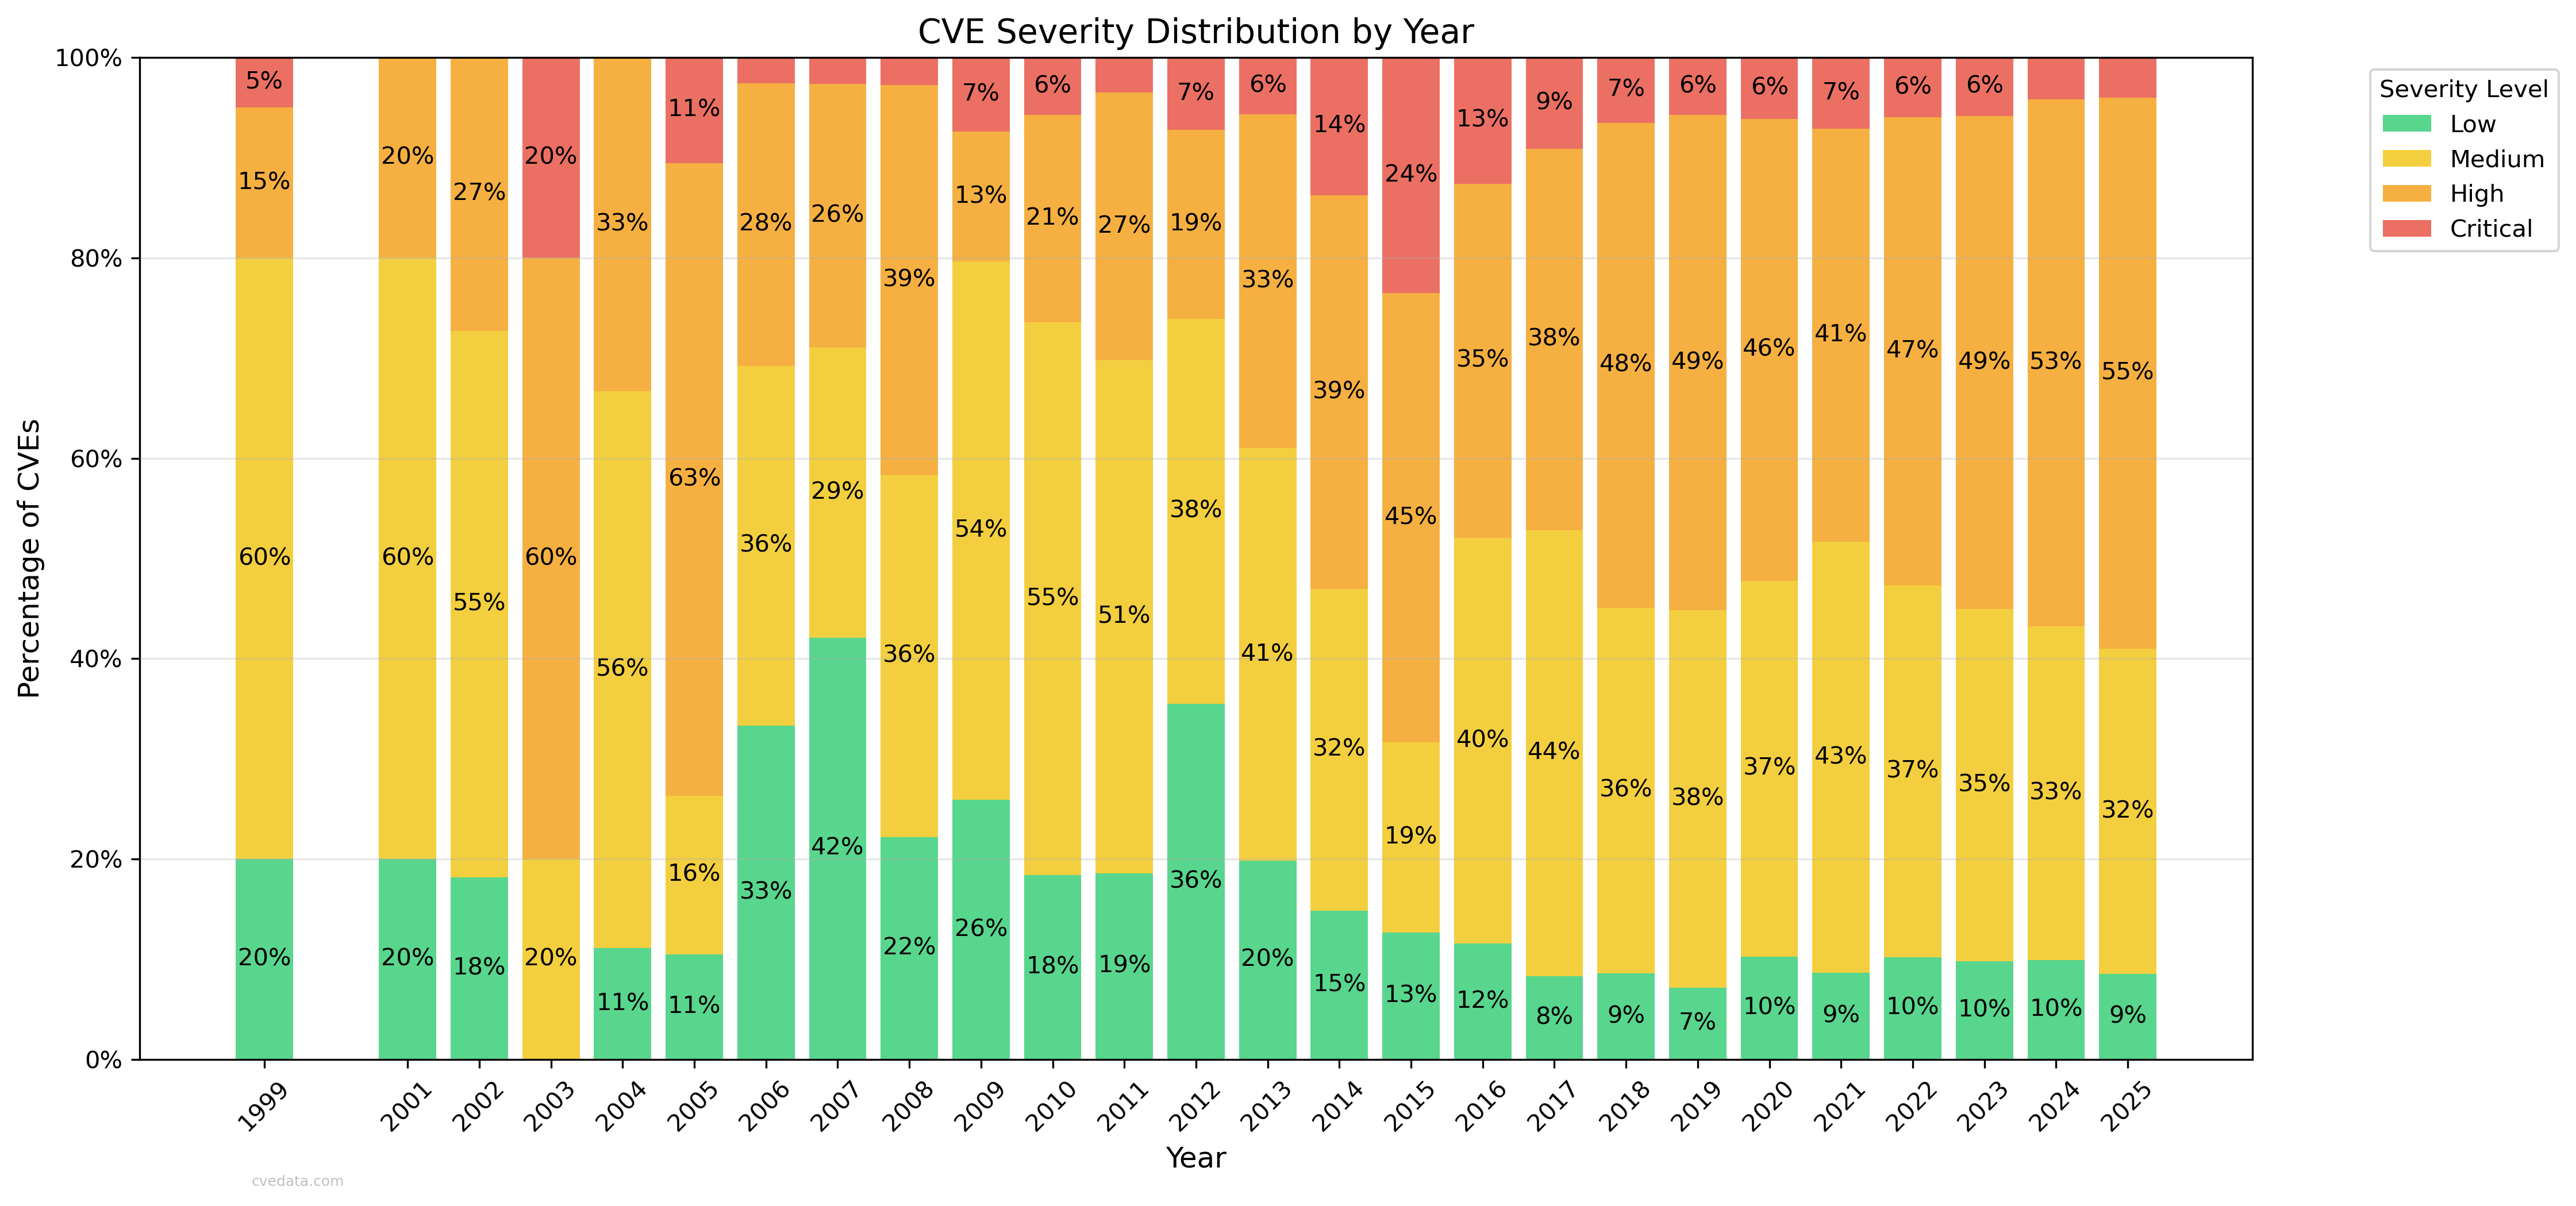 CVE Severity Distribution by Year
Severity Level
Low
Medium
High
Critical
Percentage of CVEs
100%
80%
60%
40%
20%
0%
5% 15% 60% 20%
20% 60% 20%
27% 55% 18%
20% 60% 20%
33% 56% 11%
11% 63% 16% 11%
28% 36% 33%
26% 29% 42%
39% 36% 22%
7% 13% 54% 26%
6% 21% 55% 18%
27% 51% 19%
7% 19% 38% 36%
6% 33% 41% 20%
14% 39% 32% 15%
24% 45% 19% 13%
13% 35% 40% 12%
9% 38% 44% 8%
7% 48% 36% 9%
6% 49% 38% 7%
6% 46% 37% 10%
7% 41% 43% 9%
6% 47% 37% 10%
6% 49% 35% 10%
53% 33% 10%
55% 32% 9%
1999 2001 2002 2003 2004 2005 2006 2007 2008 2009 2010 2011 2012 2013 2014 2015 2016 2017 2018 2019 2020 2021 2022 2023 2024 2025
Year
cvedata.com